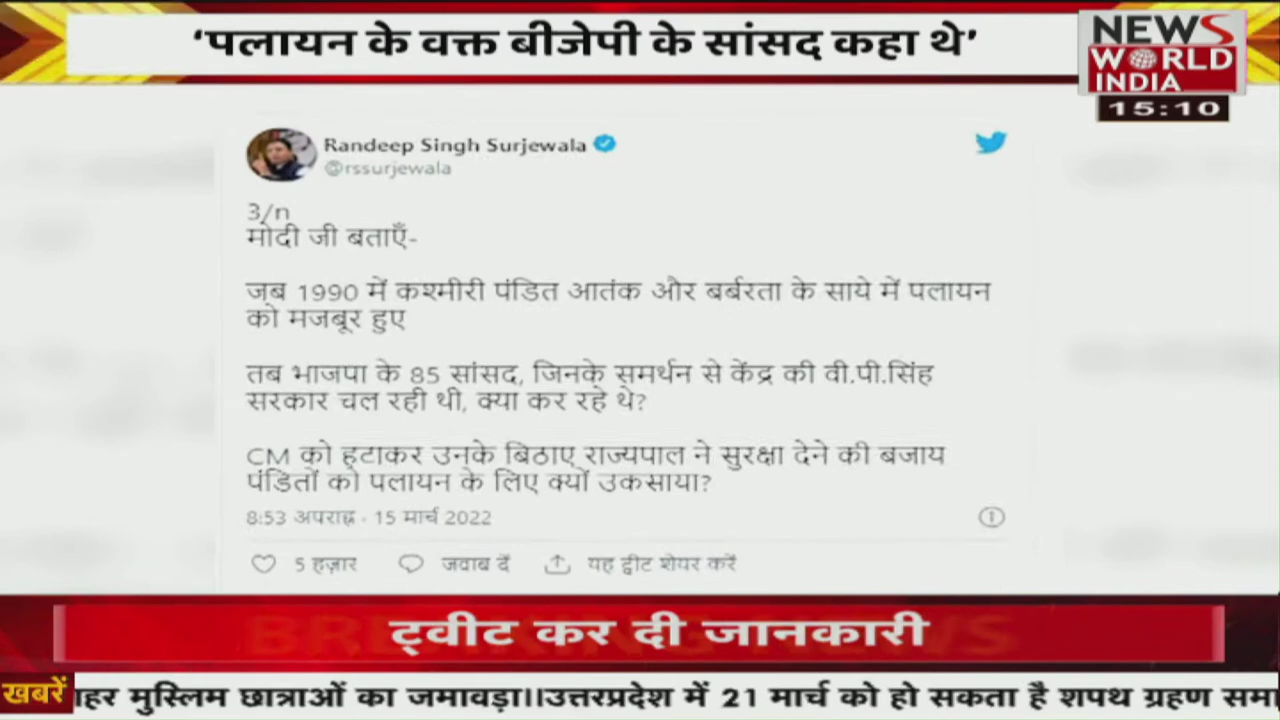 ‘पलायन के वक्त बीजेपी के सांसद कहा थे’
NEWS
WORLD
INDIA
15:10
Randeep Singh Surjewala
@rssurjewala
3/n
मोदी जी बताएँ-
जब 1990 में कश्मीरी पंडित आतंक और बर्बरता के साये में पलायन
को मजबूर हुए
तब भाजपा के 85 सांसद, जिनके समर्थन से केंद्र की वी.पी.सिंह
सरकार चल रही थी, क्या कर रहे थे?
CM को हटाकर उनके बिठाए राज्यपाल ने सुरक्षा देने की बजाय
पंडितों को पलायन के लिए क्यों उकसाया?
8:53 अपराह्न · 15 मार्च 2022
5 हज़ार जवाब दें यह ट्वीट शेयर करें
BREAKING NEWS
ट्वीट कर दी जानकारी
खबरें
हर मुस्लिम छात्राओं का जमावड़ा।।उत्तरप्रदेश में 21 मार्च को हो सकता है शपथ ग्रहण